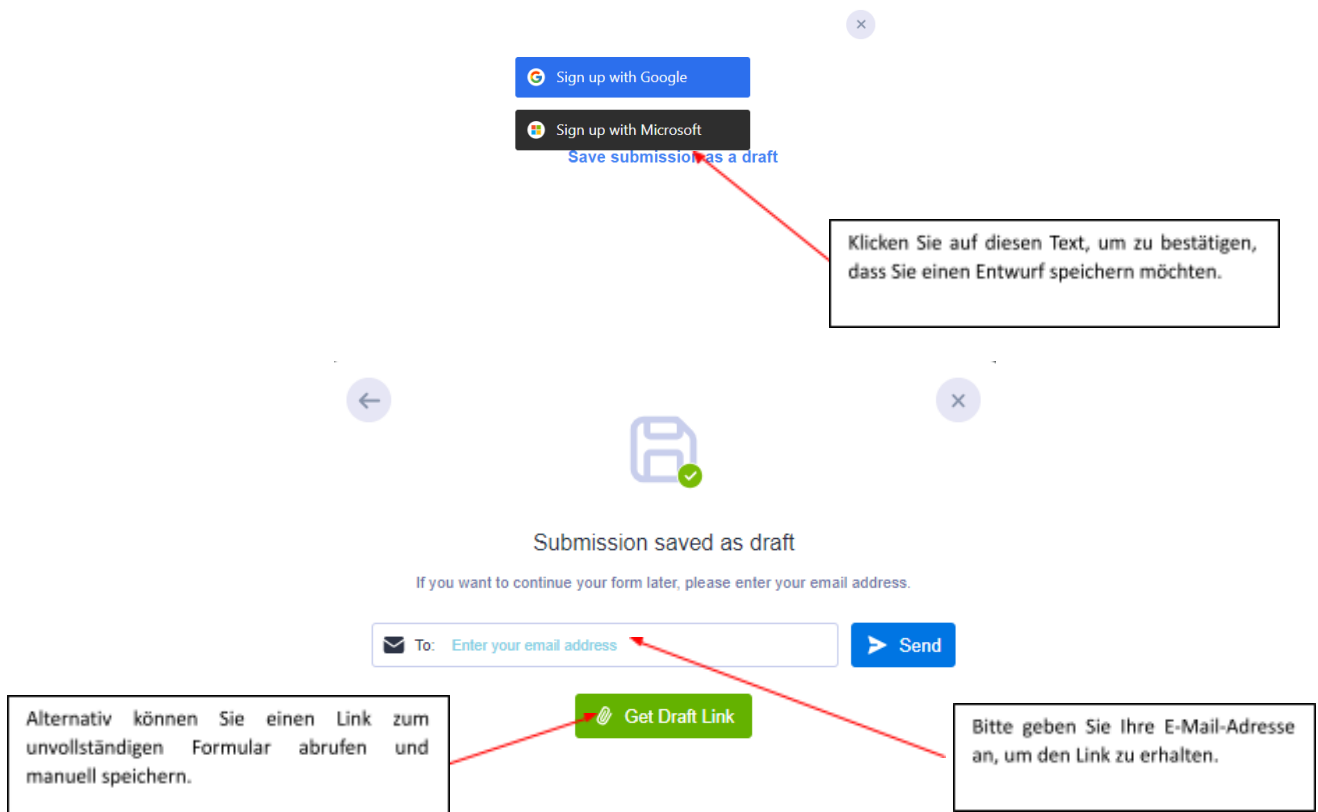 Sign up with Google
Sign up with Microsoft
Save submission as a draft
Klicken Sie auf diesen Text, um zu bestätigen,
dass Sie einen Entwurf speichern möchten.
Submission saved as draft
If you want to continue your form later, please enter your email address.
To: Enter your email address
Send
Get Draft Link
Alternativ können Sie einen Link zum
unvollständigen Formular abrufen und
manuell speichern.
Bitte geben Sie Ihre E-Mail-Adresse
an, um den Link zu erhalten.